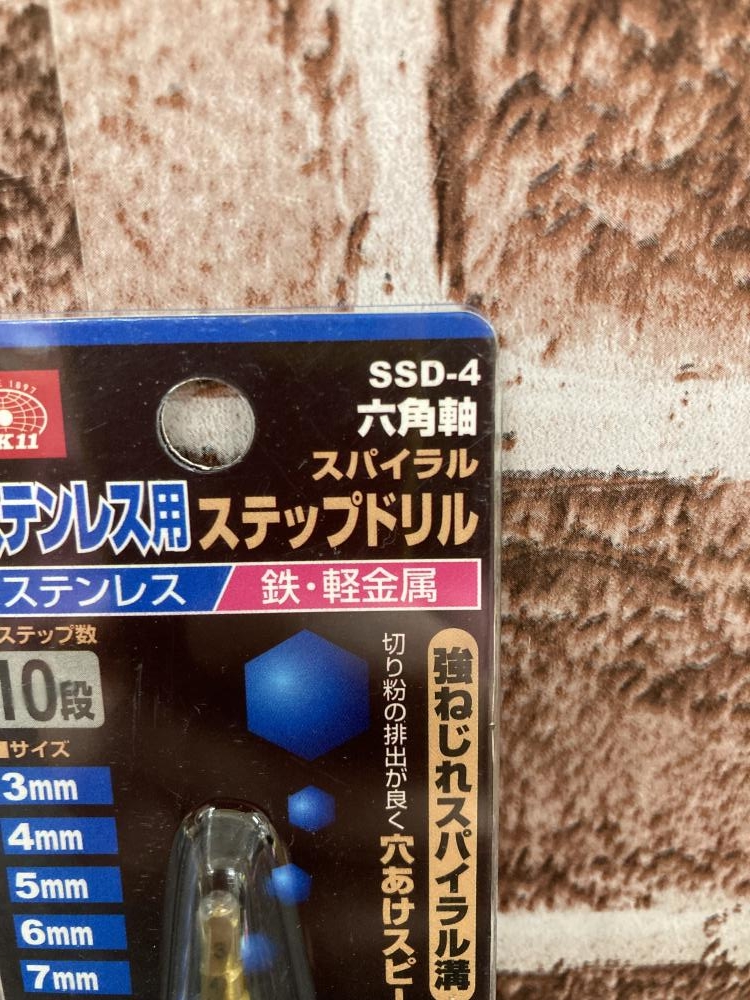 SSD-4
1897
K11
六角軸
スパイラル
テンレス用 ステップドリル
ステンレス 鉄・軽金属
ステップ数
10段
サイズ
3mm
4mm
5mm
6mm
7mm
強ねじれスパイラル溝
切り粉の排出が良く穴あけスピー